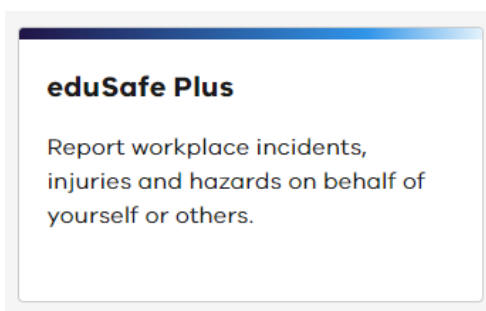 eduSafe Plus
Report workplace incidents,
injuries and hazards on behalf of
yourself or others.